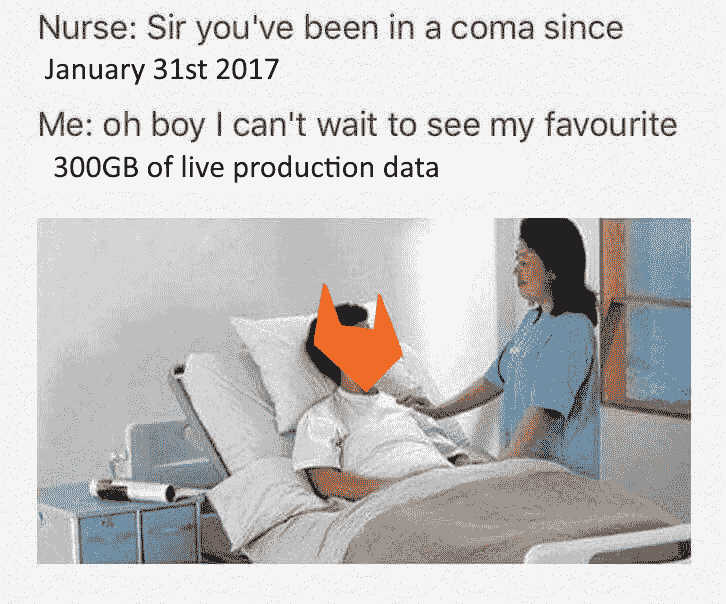 Nurse: Sir you've been in a coma since
January 31st 2017
Me: oh boy I can't wait to see my favourite
300GB of live production data